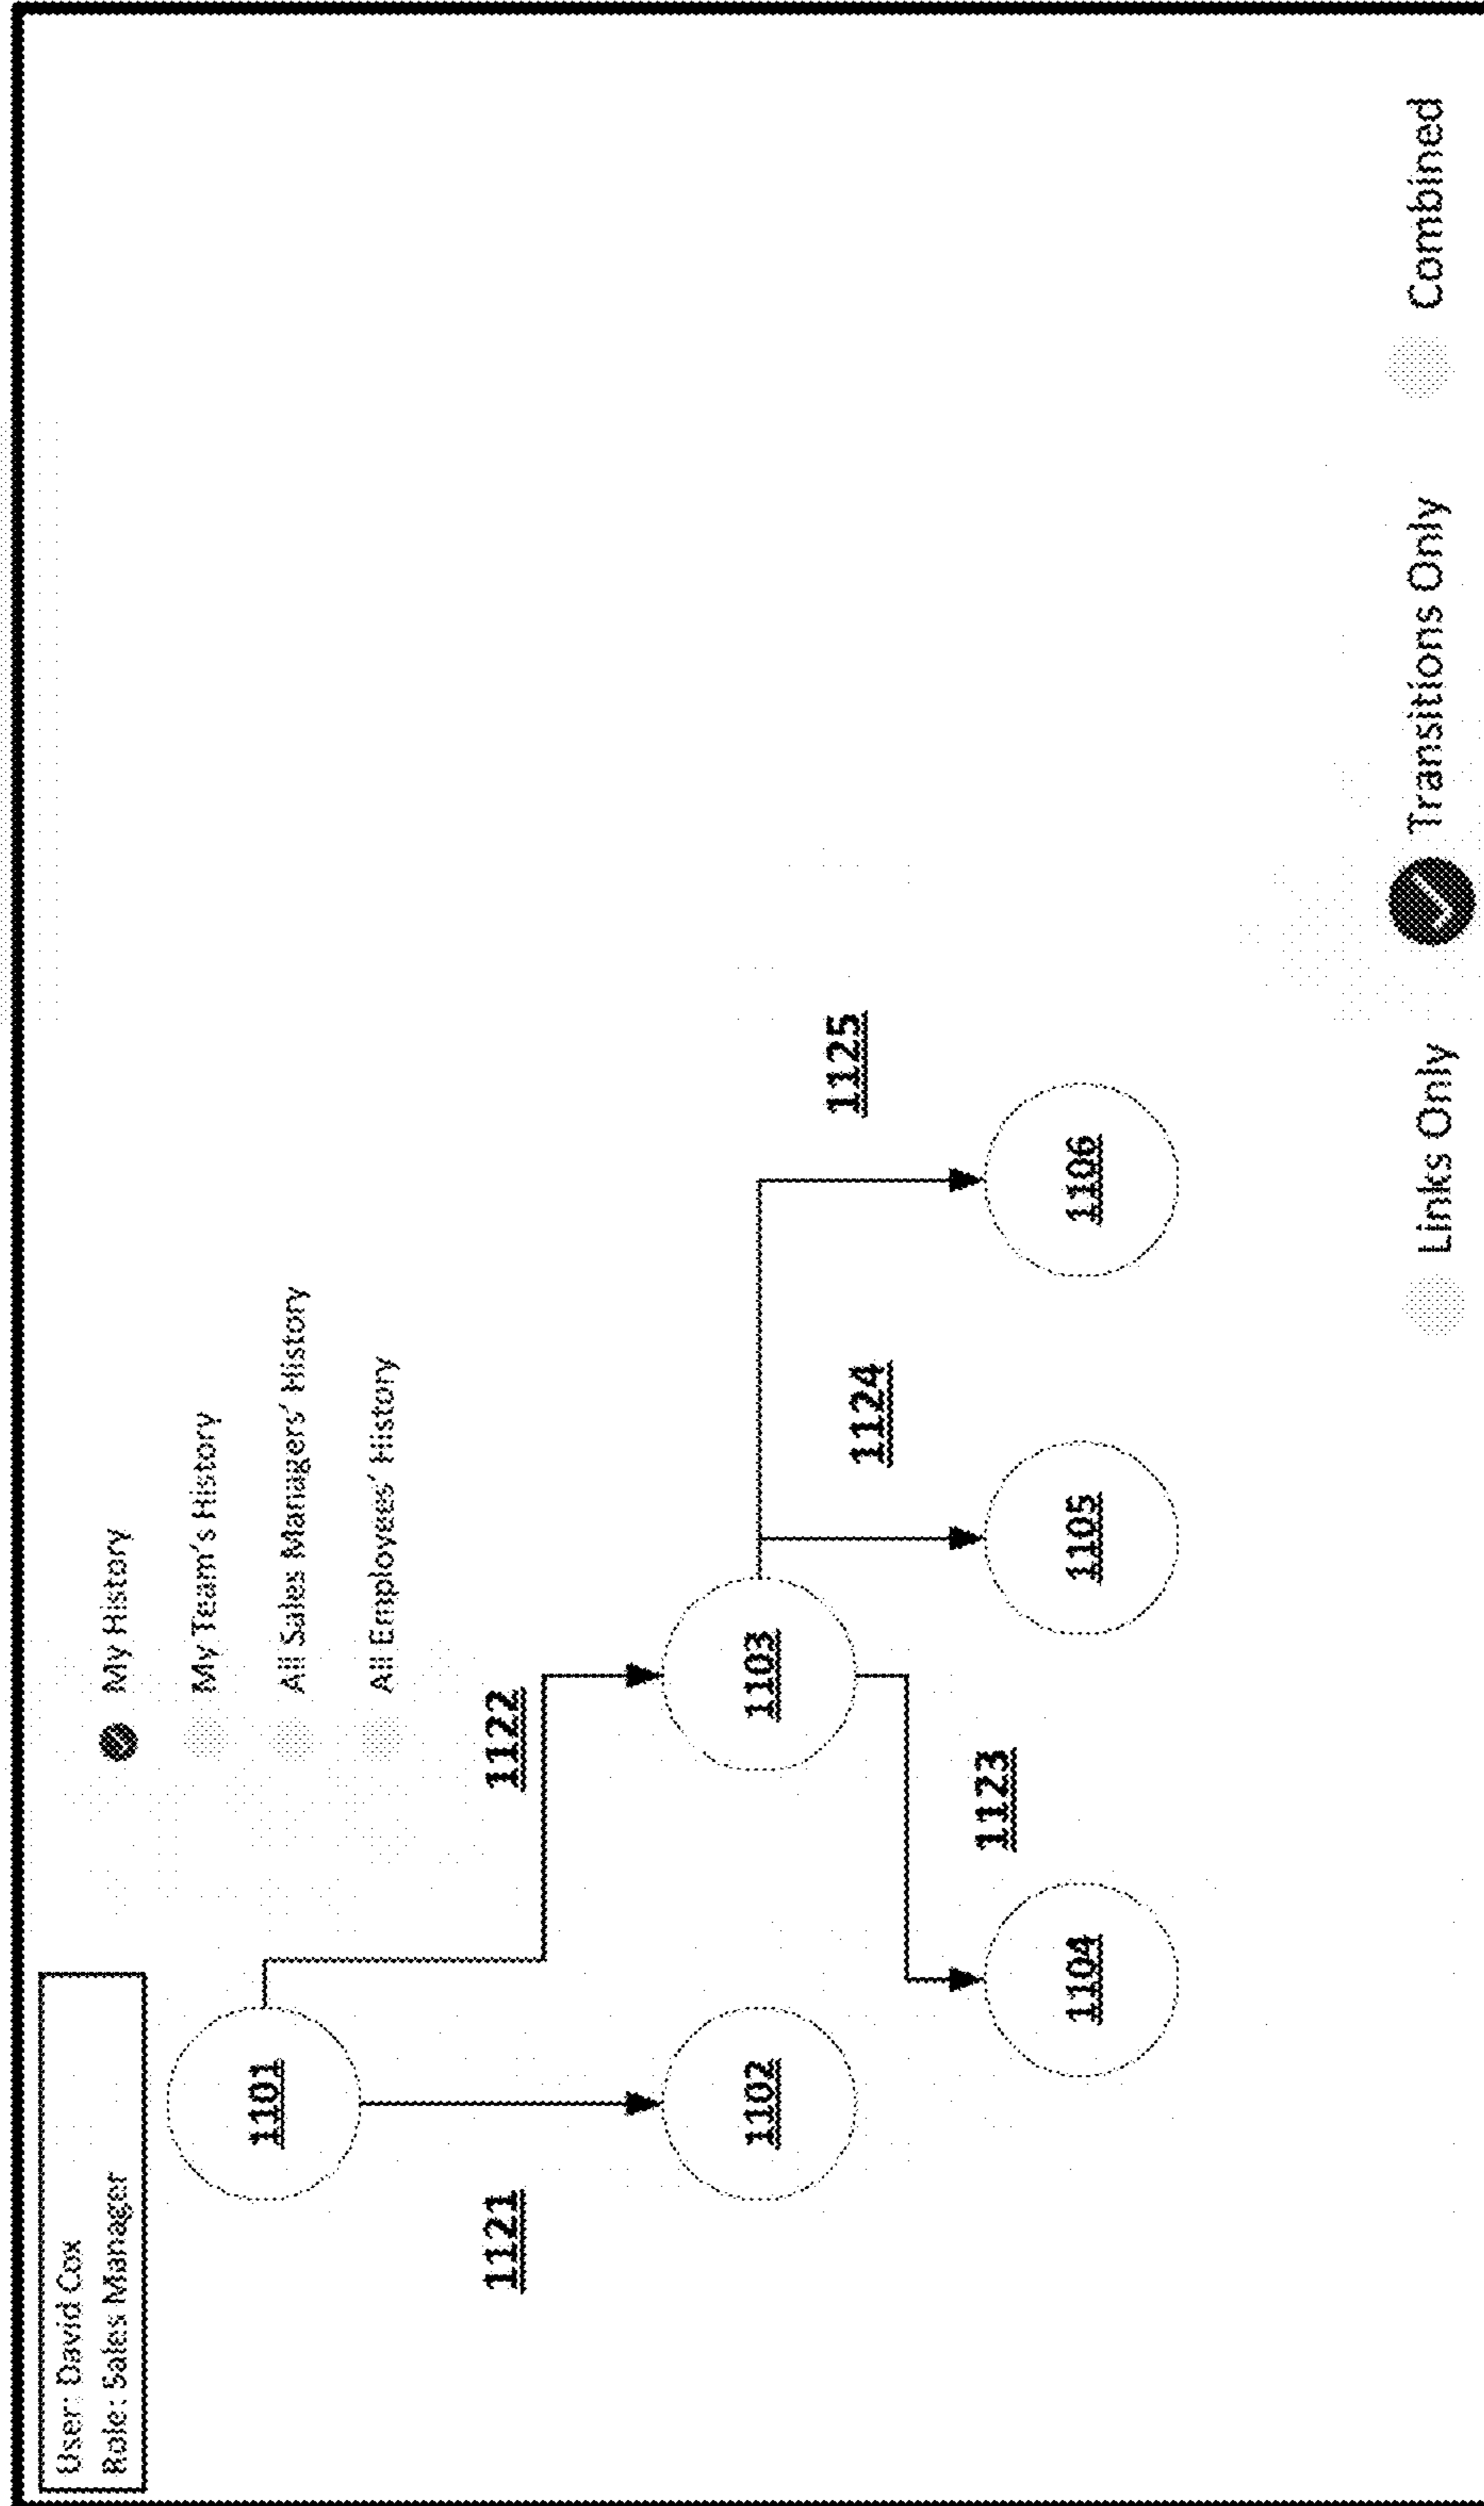 User: David Cox
Role: Sales Manager
My History
My Team's History
All Sales Managers' History
All Employees' History
1101
1121
1122
1102
1103
1125
1124
1123
1104
1105
1106
Links Only
Transitions Only
Combined